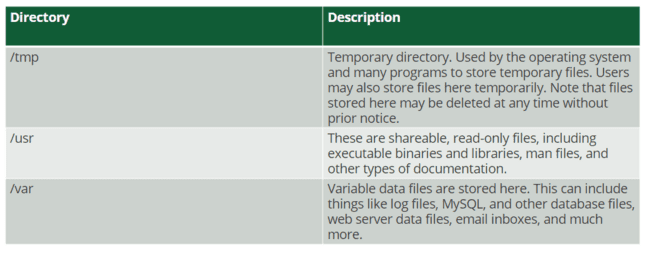 Directory Description
/tmp Temporary directory. Used by the operating system
and many programs to store temporary files. Users
may also store files here temporarily. Note that files
stored here may be deleted at any time without
prior notice.
/usr These are shareable, read-only files, including
executable binaries and libraries, man files, and
other types of documentation.
/var Variable data files are stored here. This can include
things like log files, MySQL, and other database files,
web server data files, email inboxes, and much
more.